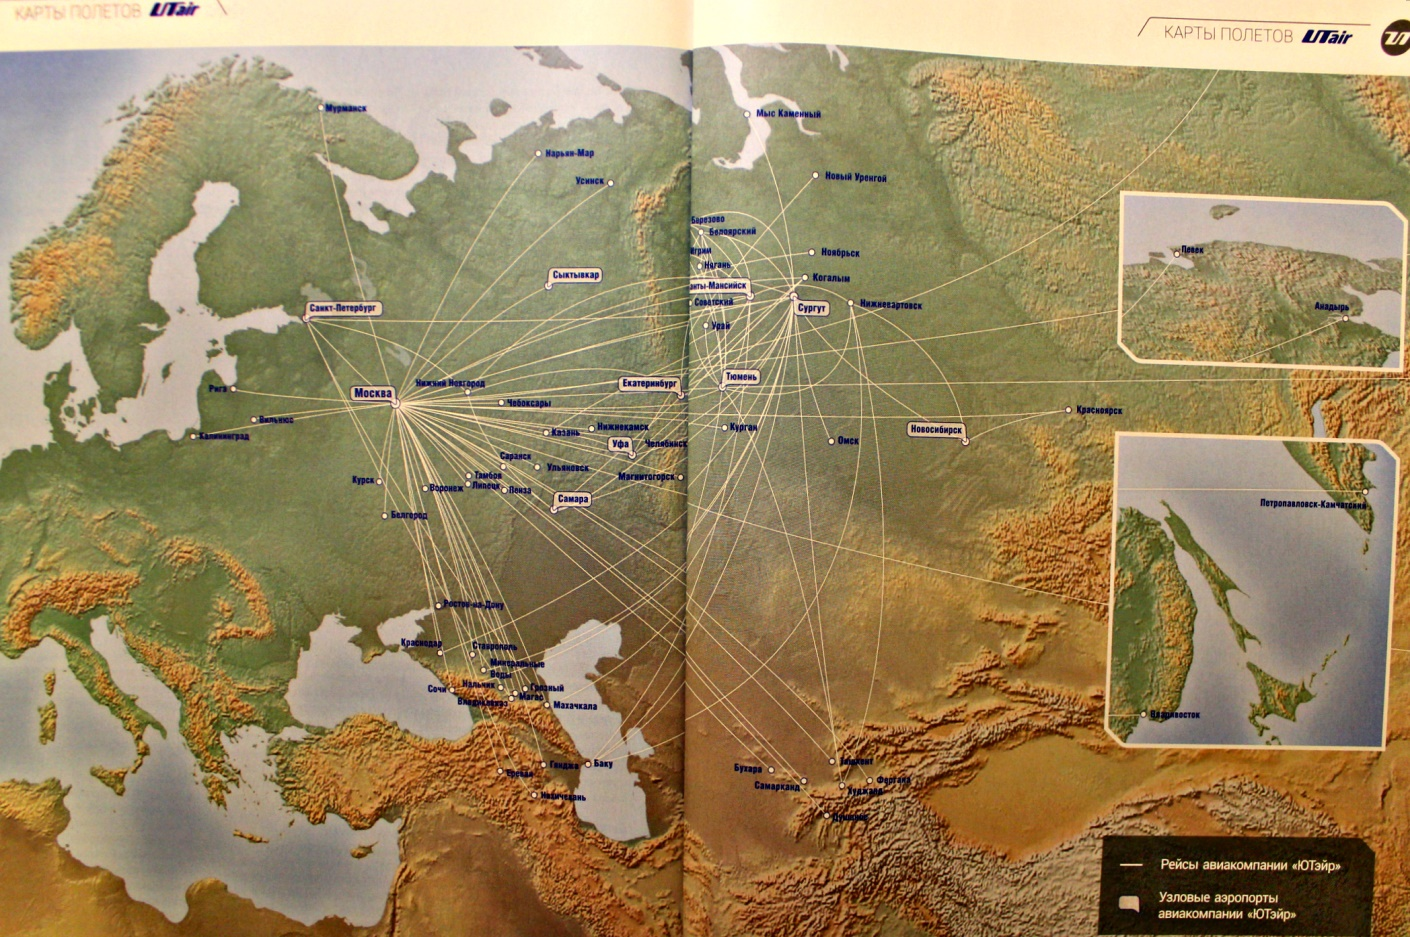 КАРТЫ ПОЛЕТОВ UTair
КАРТЫ ПОЛЕТОВ UTair
Мурманск
Мыс Каменный
Нарьян-Мар
Усинск
Новый Уренгой
Березово
Белоярский
Игрим
Ноябрьск
Певек
Нягань
Сыктывкар
Когалым
анты-Мансийск
Советский
Нижневартовск
Анадырь
Санкт-Петербург
Сургут
Урай
Тюмень
Нижний Новгород
Екатеринбург
Рига
Москва
Чебоксары
Красноярск
Вильнюс
Калининград
Казань
Нижнекамск
Курган
Новосибирск
Уфа
Челябинск
Омск
Саранск
Ульяновск
Курск
Тамбов
Воронеж
Липецк
Пенза
Магнитогорск
Самара
Петропавловск-Камчатский
Белгород
Ростов-на-Дону
Краснодар
Ставрополь
Минеральные
Воды
Сочи
Нальчик
Грозный
Магас
Владикавказ
Махачкала
Владивосток
Ереван
Гянджа
Баку
Бухара
Ташкент
Самарканд
Фергана
Худжанд
Нахичевань
Душанбе
Рейсы авиакомпании «ЮТэйр»
Узловые аэропорты
авиакомпании «ЮТэйр»